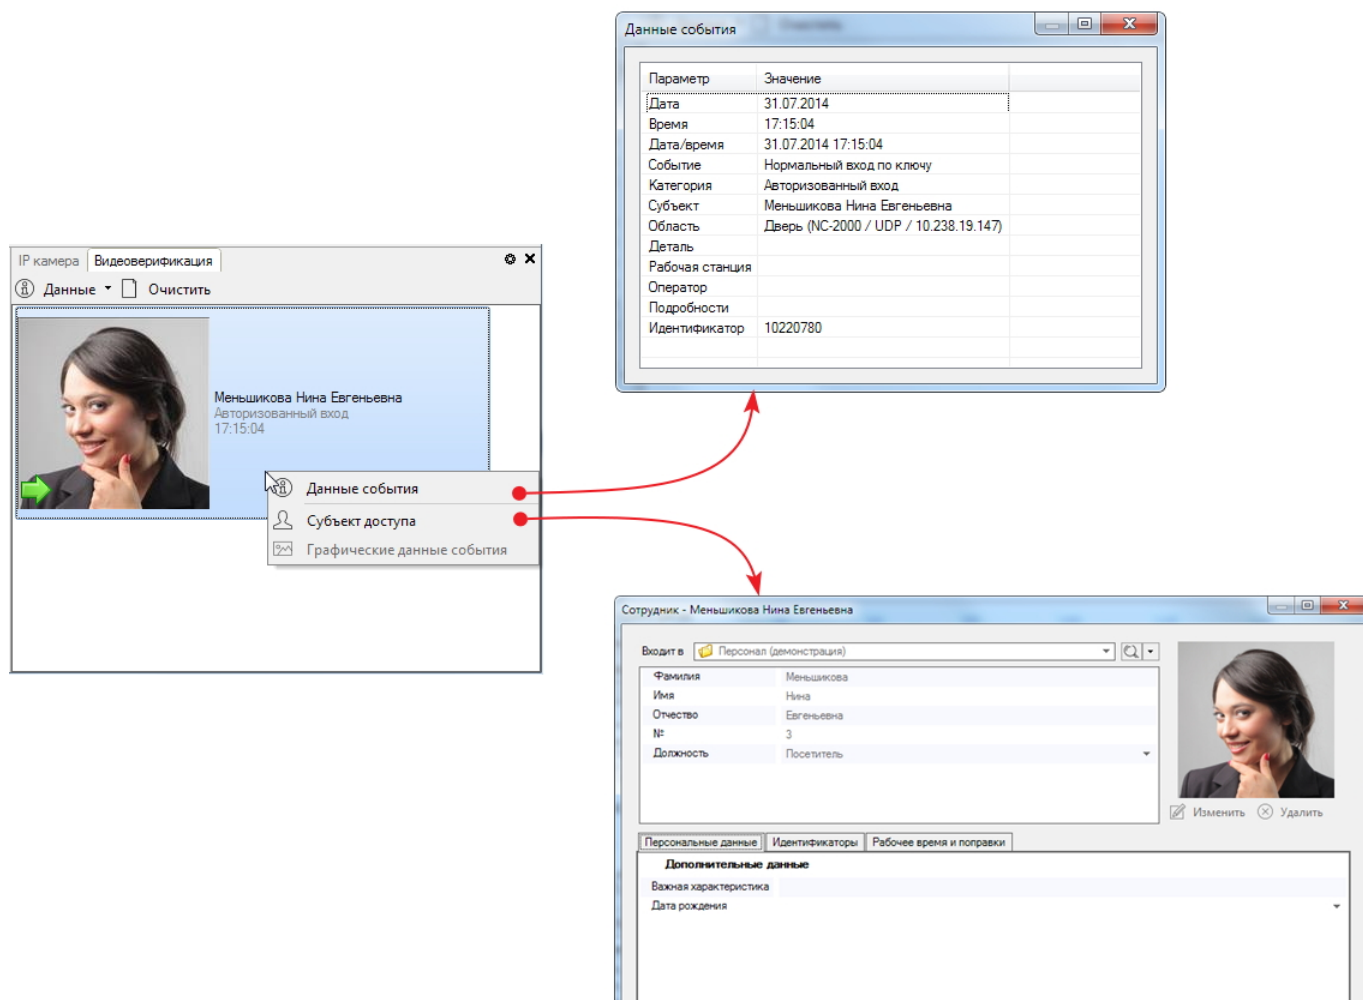 Данные события
Параметр Значение
Дата 31.07.2014
Время 17:15:04
Дата/время 31.07.2014 17:15:04
Событие Нормальный вход по ключу
Категория Авторизованный вход
Субъект Меньшикова Нина Евгеньевна
Область Дверь (NC-2000 / UDP / 10.238.19.147)
Деталь
Рабочая станция
Оператор
Подробности
Идентификатор 10220780
IP камера Видеоверификация
Данные Очистить
Меньшикова Нина Евгеньевна
Авторизованный вход
17:15:04
Данные события
Субъект доступа
Графические данные события
Сотрудник - Меньшикова Нина Евгеньевна
Входит в Персонал (демонстрация)
Фамилия Меньшикова
Имя Нина
Отчество Евгеньевна
№ 3
Должность Посетитель
Изменить Удалить
Персональные данные Идентификаторы Рабочее время и поправки
Дополнительные данные
Важная характеристика
Дата рождения